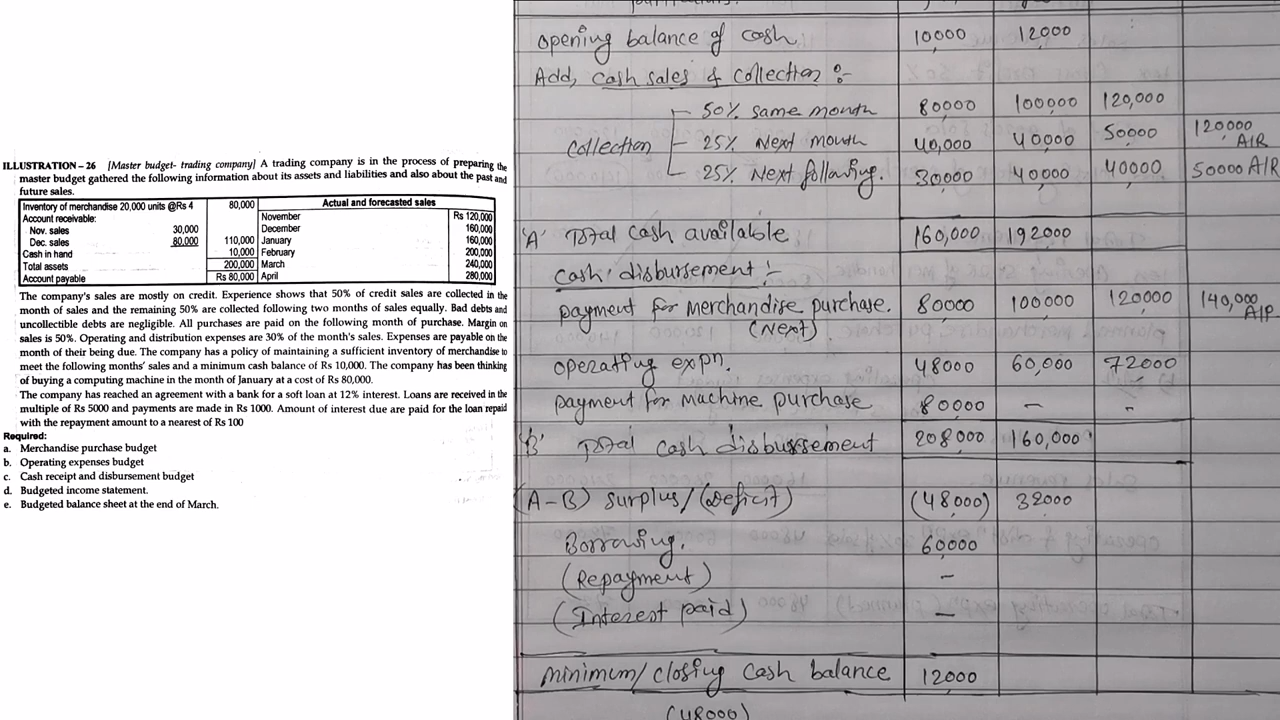 ILLUSTRATION – 26 [Master budget- trading company] A trading company is in the process of preparing the
master budget gathered the following information about its assets and liabilities and also about the past and
future sales.
Inventory of merchandise 20,000 units @Rs 4 80,000 Actual and forecasted sales
Account receivable: November Rs 120,000
Nov. sales 30,000 December 160,000
Dec. sales 80,000 110,000 January 160,000
Cash in hand 10,000 February 200,000
Total assets 200,000 March 240,000
Account payable Rs 80,000 April 280,000
The company's sales are mostly on credit. Experience shows that 50% of credit sales are collected in the
month of sales and the remaining 50% are collected following two months of sales equally. Bad debts and
uncollectible debts are negligible. All purchases are paid on the following month of purchase. Margin on
sales is 50%. Operating and distribution expenses are 30% of the month's sales. Expenses are payable on the
month of their being due. The company has a policy of maintaining a sufficient inventory of merchandise to
meet the following months' sales and a minimum cash balance of Rs 10,000. The company has been thinking
of buying a computing machine in the month of January at a cost of Rs 80,000.
The company has reached an agreement with a bank for a soft loan at 12% interest. Loans are received in the
multiple of Rs 5000 and payments are made in Rs 1000. Amount of interest due are paid for the loan repaid
with the repayment amount to a nearest of Rs 100
Required:
a. Merchandise purchase budget
b. Operating expenses budget
c. Cash receipt and disbursement budget
d. Budgeted income statement.
e. Budgeted balance sheet at the end of March.
opening balance of cash 10000 12000
Add, cash sales & collection :-
50% same month 80000 100000 120,000
collection 25% Next month 40,000 40000 50000 120000 A/R
25% Next following. 30000 40000 40000 50000 A/R
'A' Total cash available 160,000 192000
cash disbursement :-
payment for Merchandise purchase. 80000 100000 120000 140,000 A/P
(Next)
operating expn. 48000 60,000 72000
payment for machine purchase 80000 – -
'B' Total cash disbursement 208000 160,000
(A-B) surplus/(Deficit) (48000) 32000
Borrowing. 60000
(Repayment) -
(Interest paid) –
minimum/closing cash balance 12000
(48000)